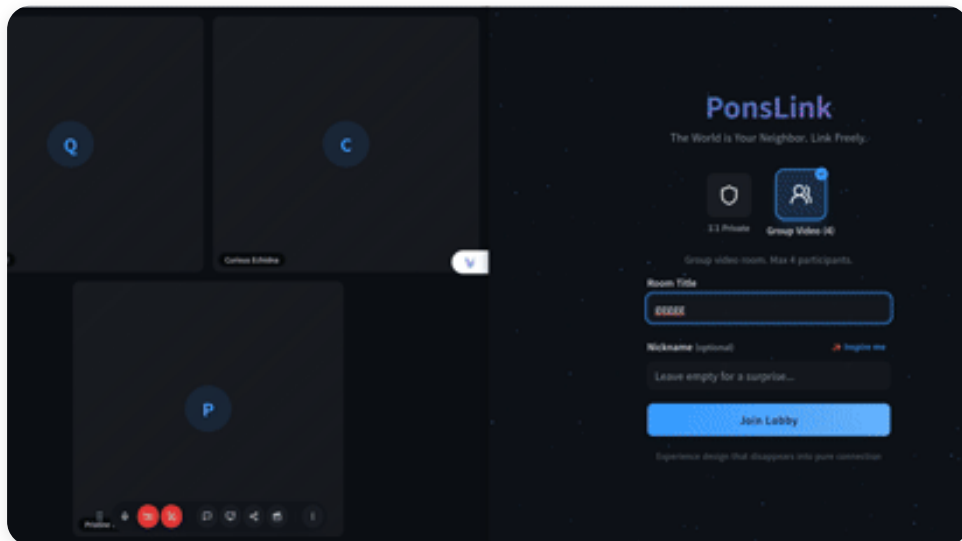 Q
C
Curious Echidna
P
PonsLink
The World is Your Neighbor. Link Freely.
1:1 Private
Group Video (4)
Group video room. Max 4 participants.
Room Title
ggggg
Nickname (optional)
Inspire me
Leave empty for a surprise...
Join Lobby
Experience design that disappears into pure connection